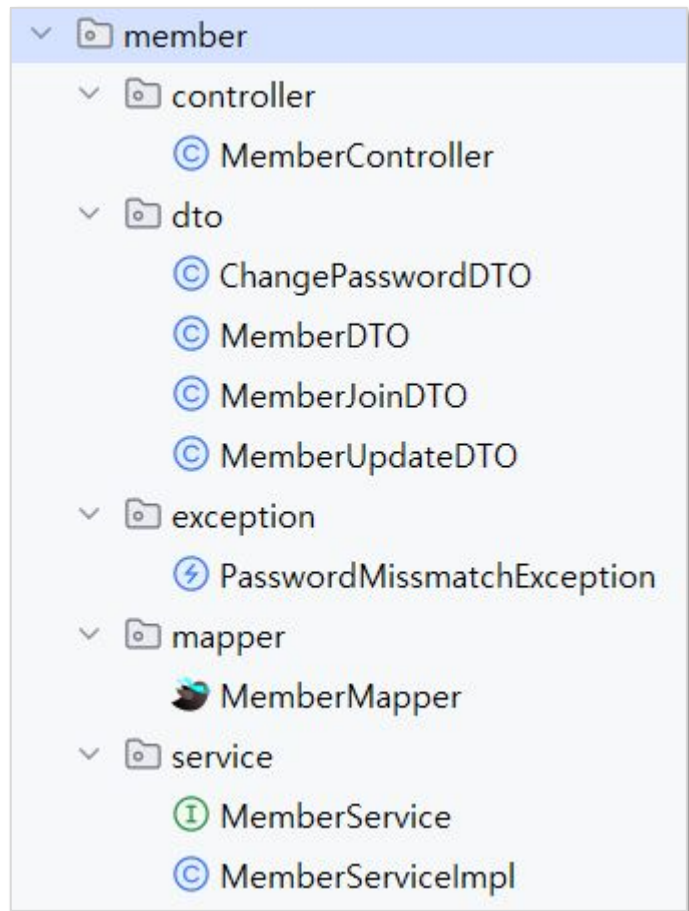 member
controller
MemberController
dto
ChangePasswordDTO
MemberDTO
MemberJoinDTO
MemberUpdateDTO
exception
PasswordMissmatchException
mapper
MemberMapper
service
MemberService
MemberServiceImpl